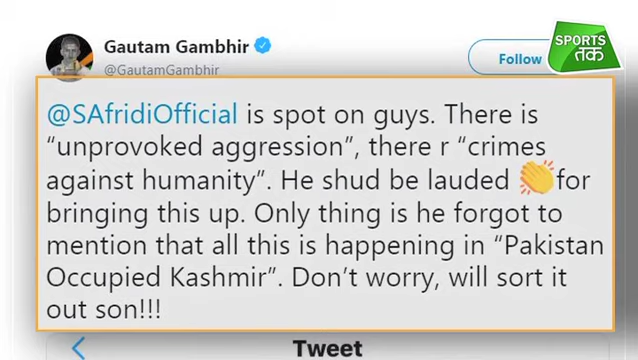 Gautam Gambhir
@GautamGambhir
Follow
SPORTS
तक
@SAfridiOfficial is spot on guys. There is
“unprovoked aggression”, there r “crimes
against humanity”. He shud be lauded 👏for
bringing this up. Only thing is he forgot to
mention that all this is happening in “Pakistan
Occupied Kashmir”. Don’t worry, will sort it
out son!!!
Tweet